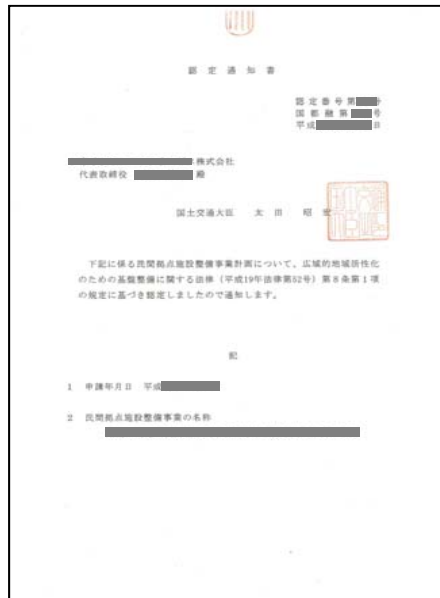 認 定 通 知 書
認定番号第 号
国都融第 号
平成 日
株式会社
代表取締役 殿
国土交通大臣 太 田 昭 宏
下記に係る民間拠点施設整備事業計画について、広域的地域活性化
のための基盤整備に関する法律（平成19年法律第52号）第８条第１項
の規定に基づき認定しましたので通知します。
記
1 申請年月日 平成
2 民間拠点施設整備事業の名称